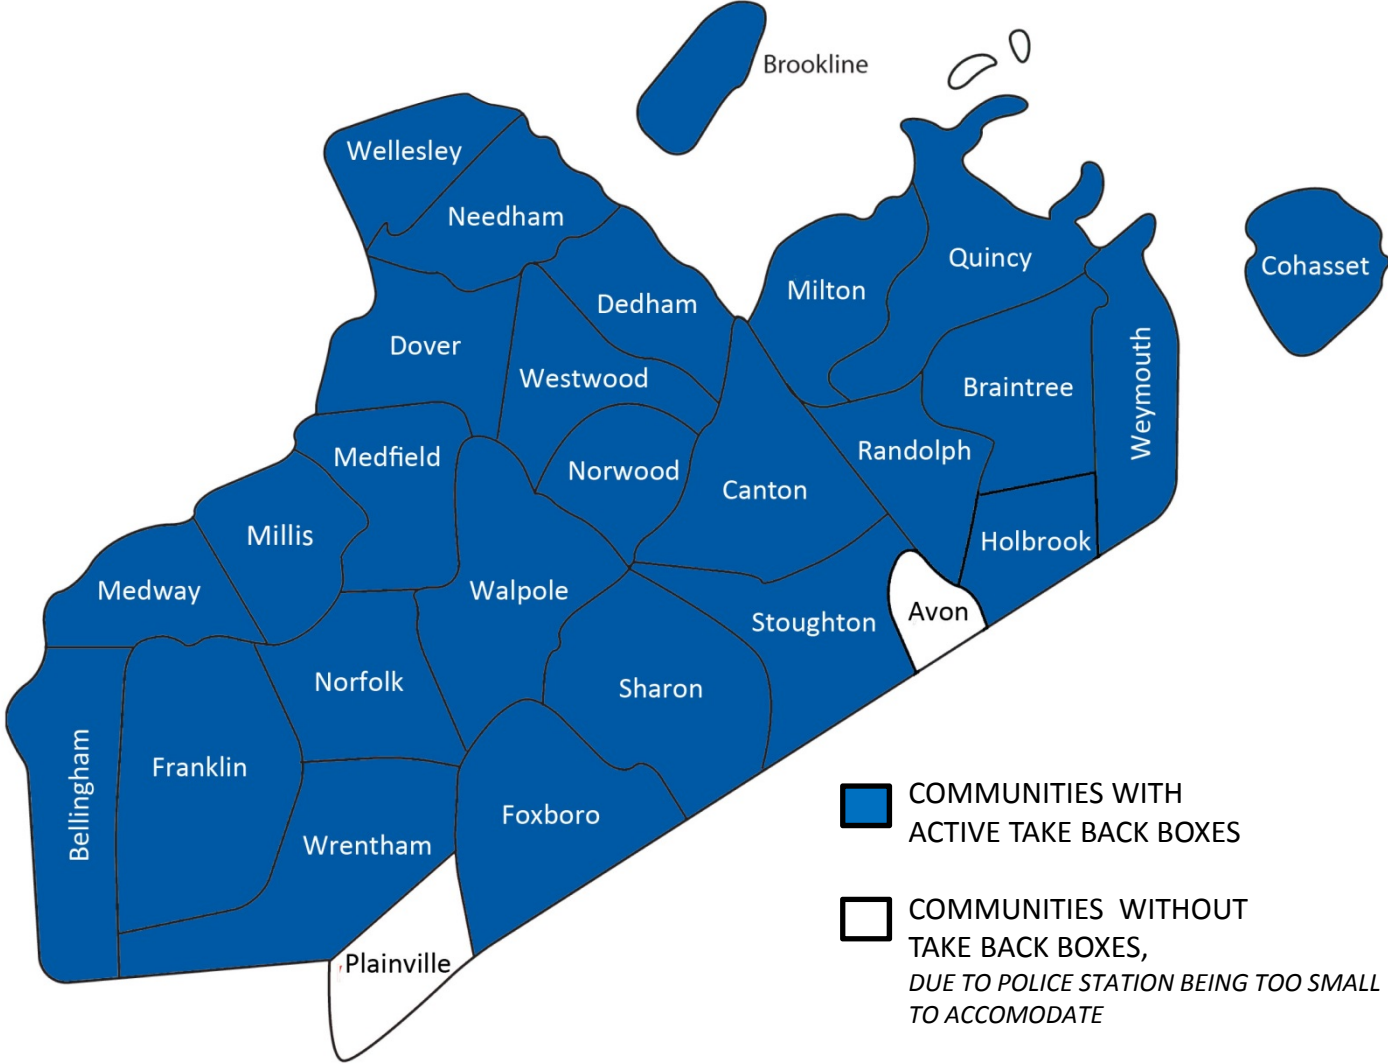 Brookline
Wellesley
Needham
Dedham
Milton
Quincy
Cohasset
Dover
Westwood
Braintree
Weymouth
Medfield
Norwood
Canton
Randolph
Millis
Holbrook
Medway
Walpole
Stoughton
Avon
Norfolk
Sharon
Bellingham
Franklin
Foxboro
Wrentham
Plainville
COMMUNITIES WITH
ACTIVE TAKE BACK BOXES
COMMUNITIES WITHOUT
TAKE BACK BOXES,
DUE TO POLICE STATION BEING TOO SMALL
TO ACCOMODATE